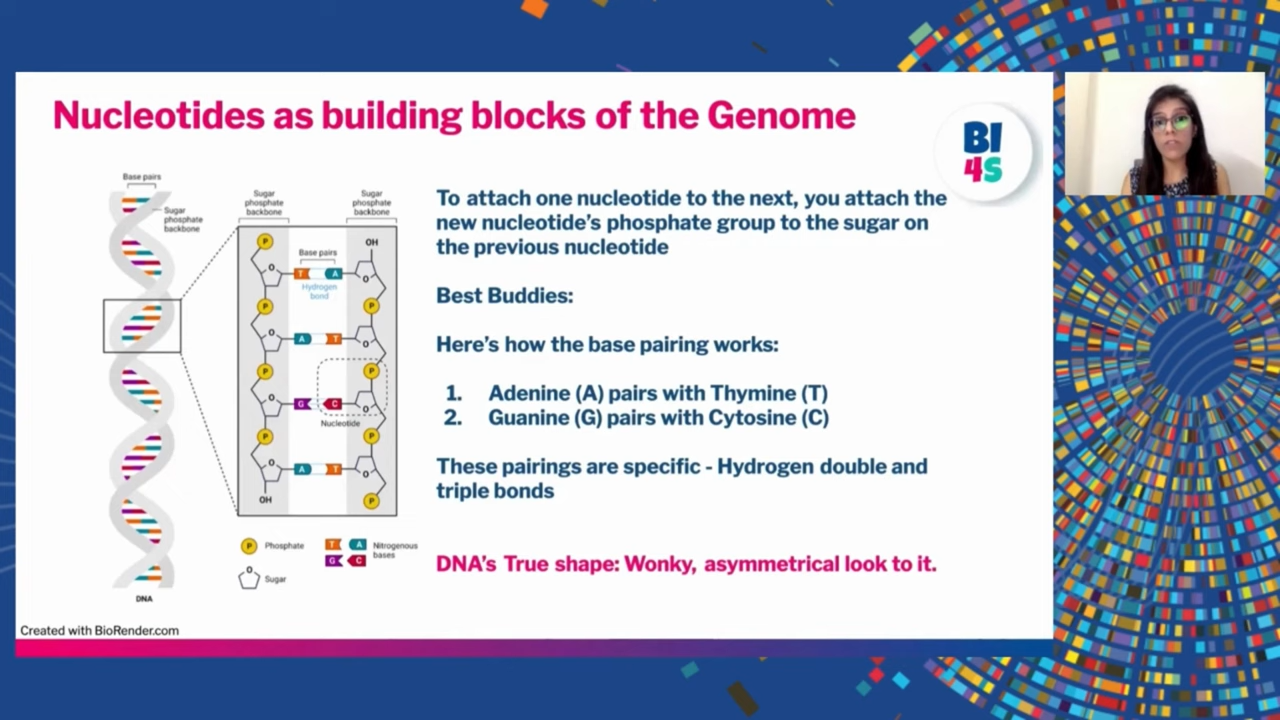 Nucleotides as building blocks of the Genome
BI
4S
To attach one nucleotide to the next, you attach the
new nucleotide's phosphate group to the sugar on
the previous nucleotide
Best Buddies:
Here's how the base pairing works:
1. Adenine (A) pairs with Thymine (T)
2. Guanine (G) pairs with Cytosine (C)
These pairings are specific - Hydrogen double and
triple bonds
DNA's True shape: Wonky, asymmetrical look to it.
Base pairs
Sugar
phosphate
backbone
DNA
Sugar
phosphate
backbone
Sugar
phosphate
backbone
P
OH
Base pairs
O
T
A
O
Hydrogen
bond
P
P
O
A
T
O
P
P
O
G
C
O
Nucleotide
P
P
O
A
T
O
OH
P
P
Phosphate
T
A
G
C
Nitrogenous
bases
O
Sugar
Created with BioRender.com